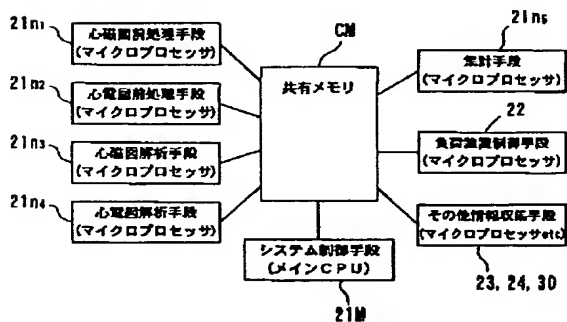 21n1
心磁図前処理手段
(マイクロプロセッサ)
21n2
心電図前処理手段
(マイクロプロセッサ)
21n3
心磁図解析手段
(マイクロプロセッサ)
21n4
心電図解析手段
(マイクロプロセッサ)
CM
共有メモリ
システム制御手段
(メインCPU)
21M
21n5
集計手段
(マイクロプロセッサ)
22
負荷装置制御手段
(マイクロプロセッサ)
その他情報収集手段
(マイクロプロセッサetc)
23, 24, 30